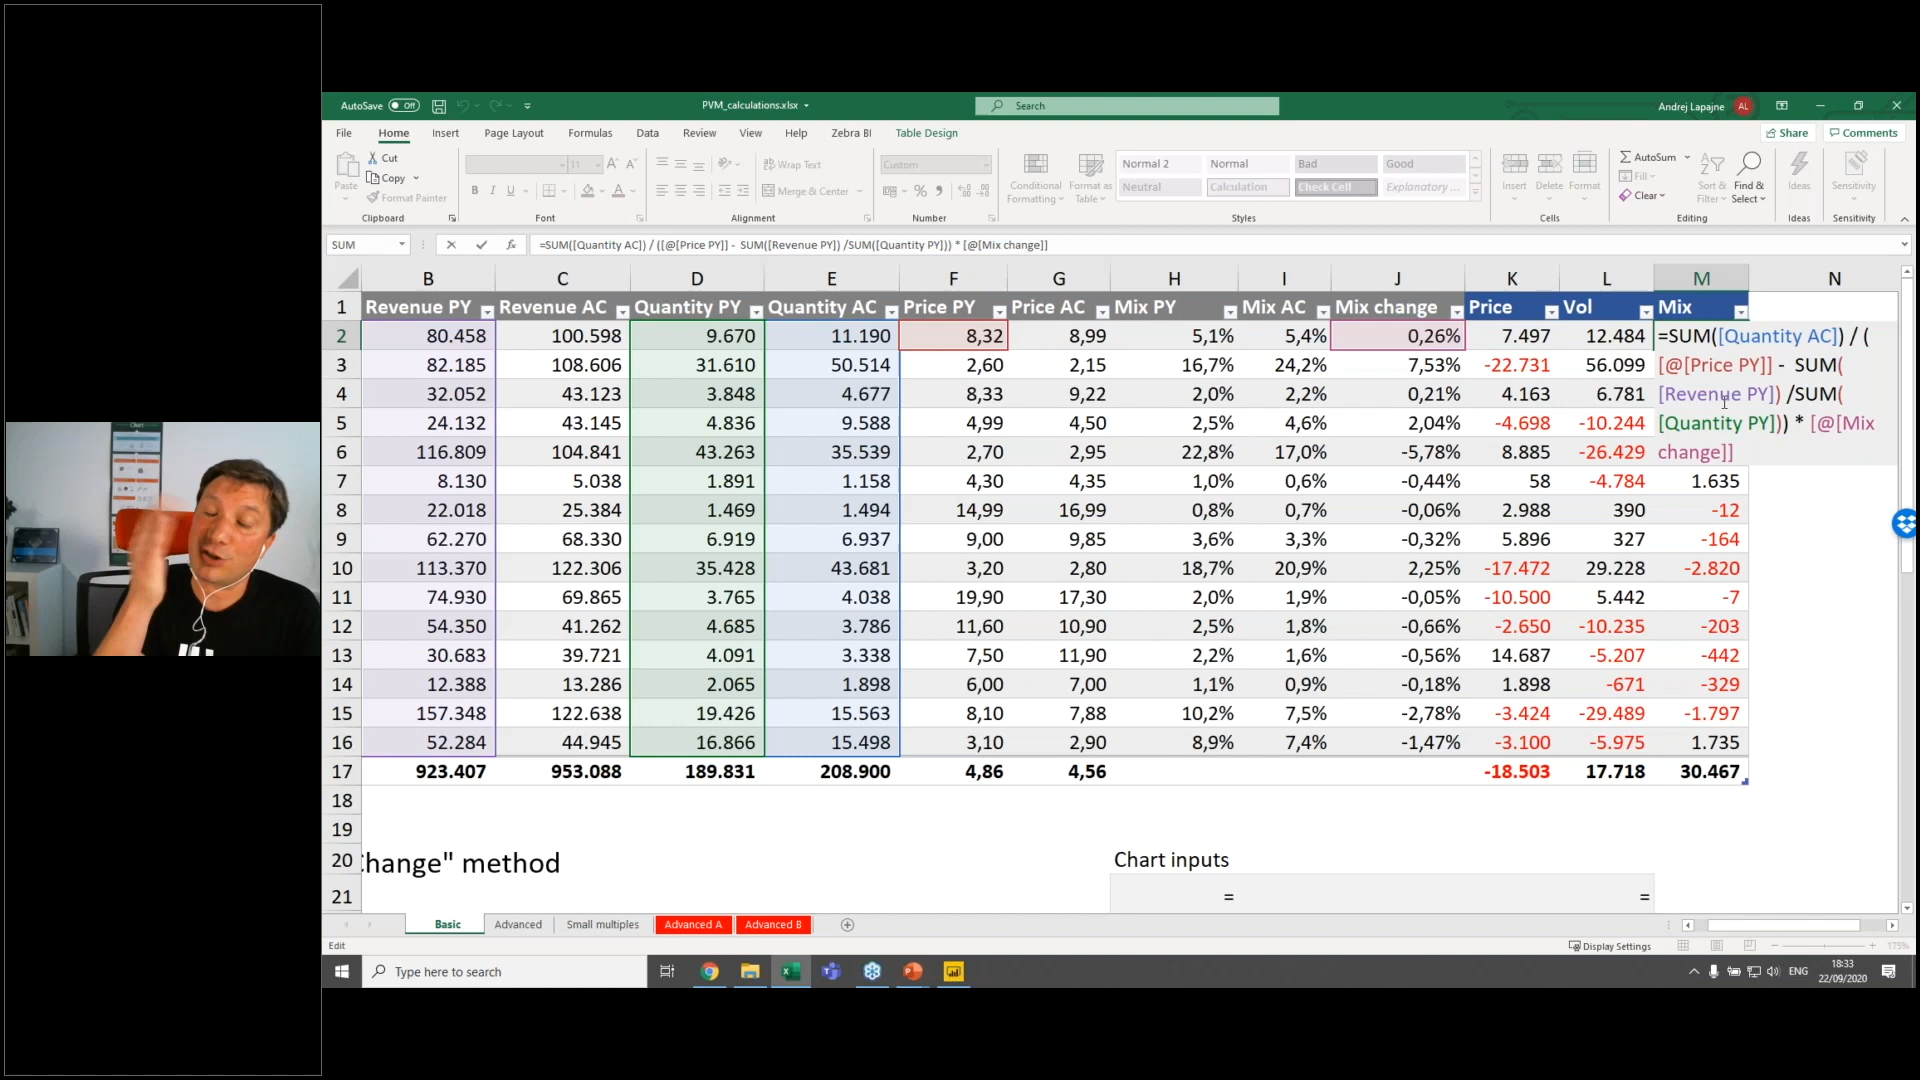 AutoSave Off PVM_calculations.xlsx Search Andrej Lapajne AL
File Home Insert Page Layout Formulas Data Review View Help Zebra BI Table Design Share Comments
Paste Cut Copy Format Painter Clipboard
11 B I U Font
Wrap Text Merge & Center Alignment
Custom % Number
Conditional Formatting Format as Table
Normal 2 Normal Bad Good
Neutral Calculation Check Cell Explanatory ...
Styles
Insert Delete Format Cells
AutoSum Fill Clear Sort & Filter Find & Select Editing
Ideas Ideas
Sensitivity Sensitivity
SUM fx =SUM([Quantity AC]) / ([@[Price PY]] - SUM([Revenue PY]) /SUM([Quantity PY])) * [@[Mix change]]
B C D E F G H I J K L M N
1 Revenue PY Revenue AC Quantity PY Quantity AC Price PY Price AC Mix PY Mix AC Mix change Price Vol Mix
2 80.458 100.598 9.670 11.190 8,32 8,99 5,1% 5,4% 0,26% 7.497 12.484 =SUM([Quantity AC]) / (
3 82.185 108.606 31.610 50.514 2,60 2,15 16,7% 24,2% 7,53% -22.731 56.099 [@[Price PY]] - SUM(
4 32.052 43.123 3.848 4.677 8,33 9,22 2,0% 2,2% 0,21% 4.163 6.781 [Revenue PY]) /SUM(
5 24.132 43.145 4.836 9.588 4,99 4,50 2,5% 4,6% 2,04% -4.698 -10.244 [Quantity PY])) * [@[Mix
6 116.809 104.841 43.263 35.539 2,70 2,95 22,8% 17,0% -5,78% 8.885 -26.429 change]]
7 8.130 5.038 1.891 1.158 4,30 4,35 1,0% 0,6% -0,44% 58 -4.784 1.635
8 22.018 25.384 1.469 1.494 14,99 16,99 0,8% 0,7% -0,06% 2.988 390 -12
9 62.270 68.330 6.919 6.937 9,00 9,85 3,6% 3,3% -0,32% 5.896 327 -164
10 113.370 122.306 35.428 43.681 3,20 2,80 18,7% 20,9% 2,25% -17.472 29.228 -2.820
11 74.930 69.865 3.765 4.038 19,90 17,30 2,0% 1,9% -0,05% -10.500 5.442 -7
12 54.350 41.262 4.685 3.786 11,60 10,90 2,5% 1,8% -0,66% -2.650 -10.235 -203
13 30.683 39.721 4.091 3.338 7,50 11,90 2,2% 1,6% -0,56% 14.687 -5.207 -442
14 12.388 13.286 2.065 1.898 6,00 7,00 1,1% 0,9% -0,18% 1.898 -671 -329
15 157.348 122.638 19.426 15.563 8,10 7,88 10,2% 7,5% -2,78% -3.424 -29.489 -1.797
16 52.284 44.945 16.866 15.498 3,10 2,90 8,9% 7,4% -1,47% -3.100 -5.975 1.735
17 923.407 953.088 189.831 208.900 4,86 4,56 -18.503 17.718 30.467
18
19
20 Change" method Chart inputs
21 = =
Basic Advanced Small multiples Advanced A Advanced B
Edit Display Settings 175%
Type here to search ENG 18:33
22/09/2020